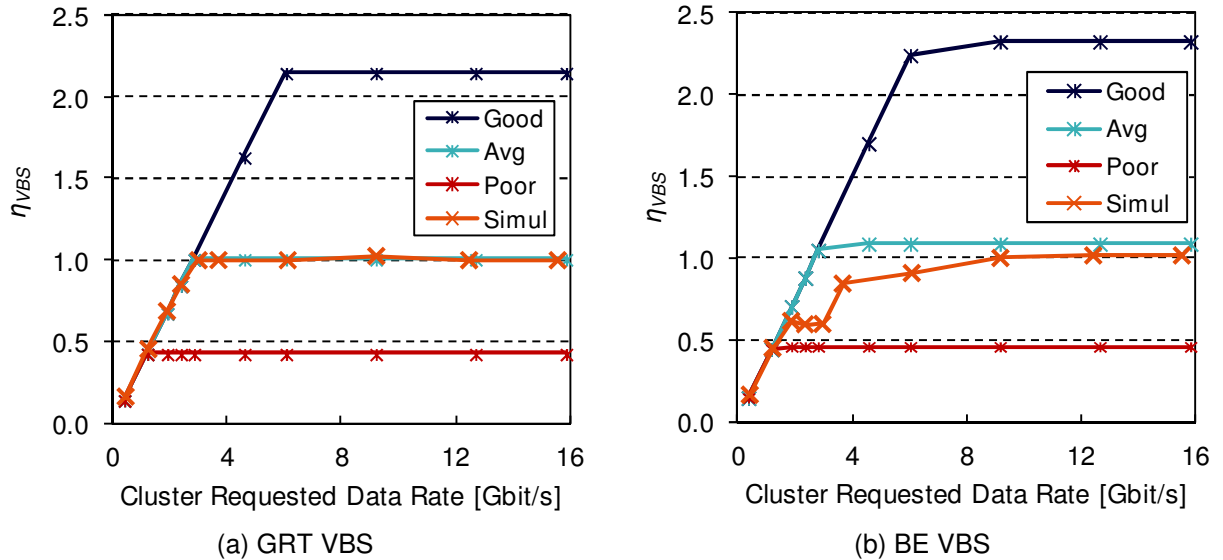 2.5
2.0
1.5
1.0
0.5
0.0
η_VBS
Good
Avg
Poor
Simul
0 4 8 12 16
Cluster Requested Data Rate [Gbit/s]
(a) GRT VBS
2.5
2.0
1.5
1.0
0.5
0.0
η_VBS
Good
Avg
Poor
Simul
0 4 8 12 16
Cluster Requested Data Rate [Gbit/s]
(b) BE VBS